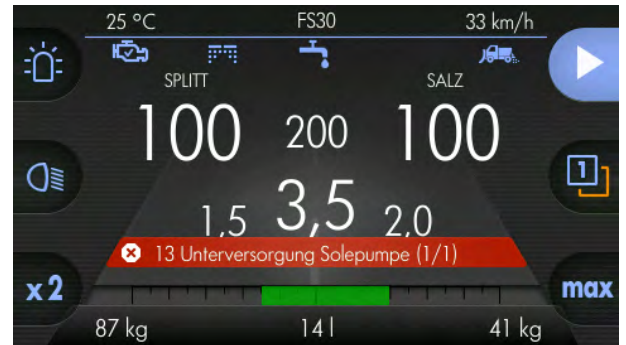 25 °C FS30 33 km/h
SPLITT SALZ
100 200 100
1
1,5 3,5 2,0
13 Unterversorgung Solepumpe (1/1)
x2 max
87 kg 14 l 41 kg